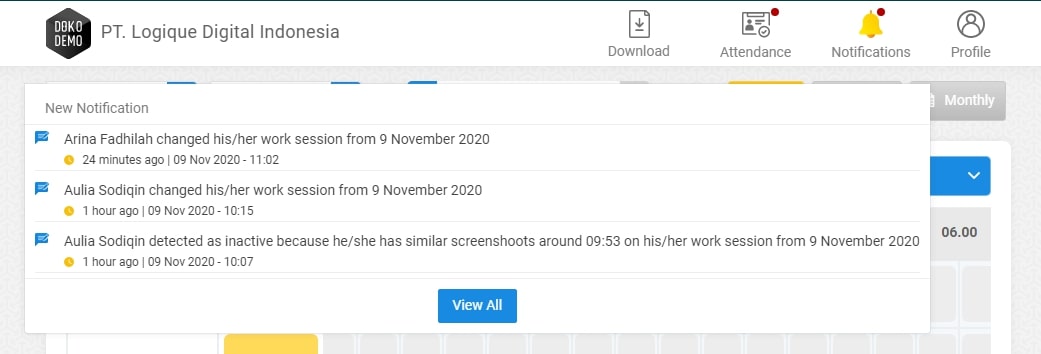 DOKO
DEMO
PT. Logique Digital Indonesia
Download
Attendance
Notifications
Profile
Monthly
New Notification
Arina Fadhilah changed his/her work session from 9 November 2020
24 minutes ago | 09 Nov 2020 - 11:02
Aulia Sodiqin changed his/her work session from 9 November 2020
1 hour ago | 09 Nov 2020 - 10:15
Aulia Sodiqin detected as inactive because he/she has similar screenshoots around 09:53 on his/her work session from 9 November 2020
1 hour ago | 09 Nov 2020 - 10:07
06.00
View All